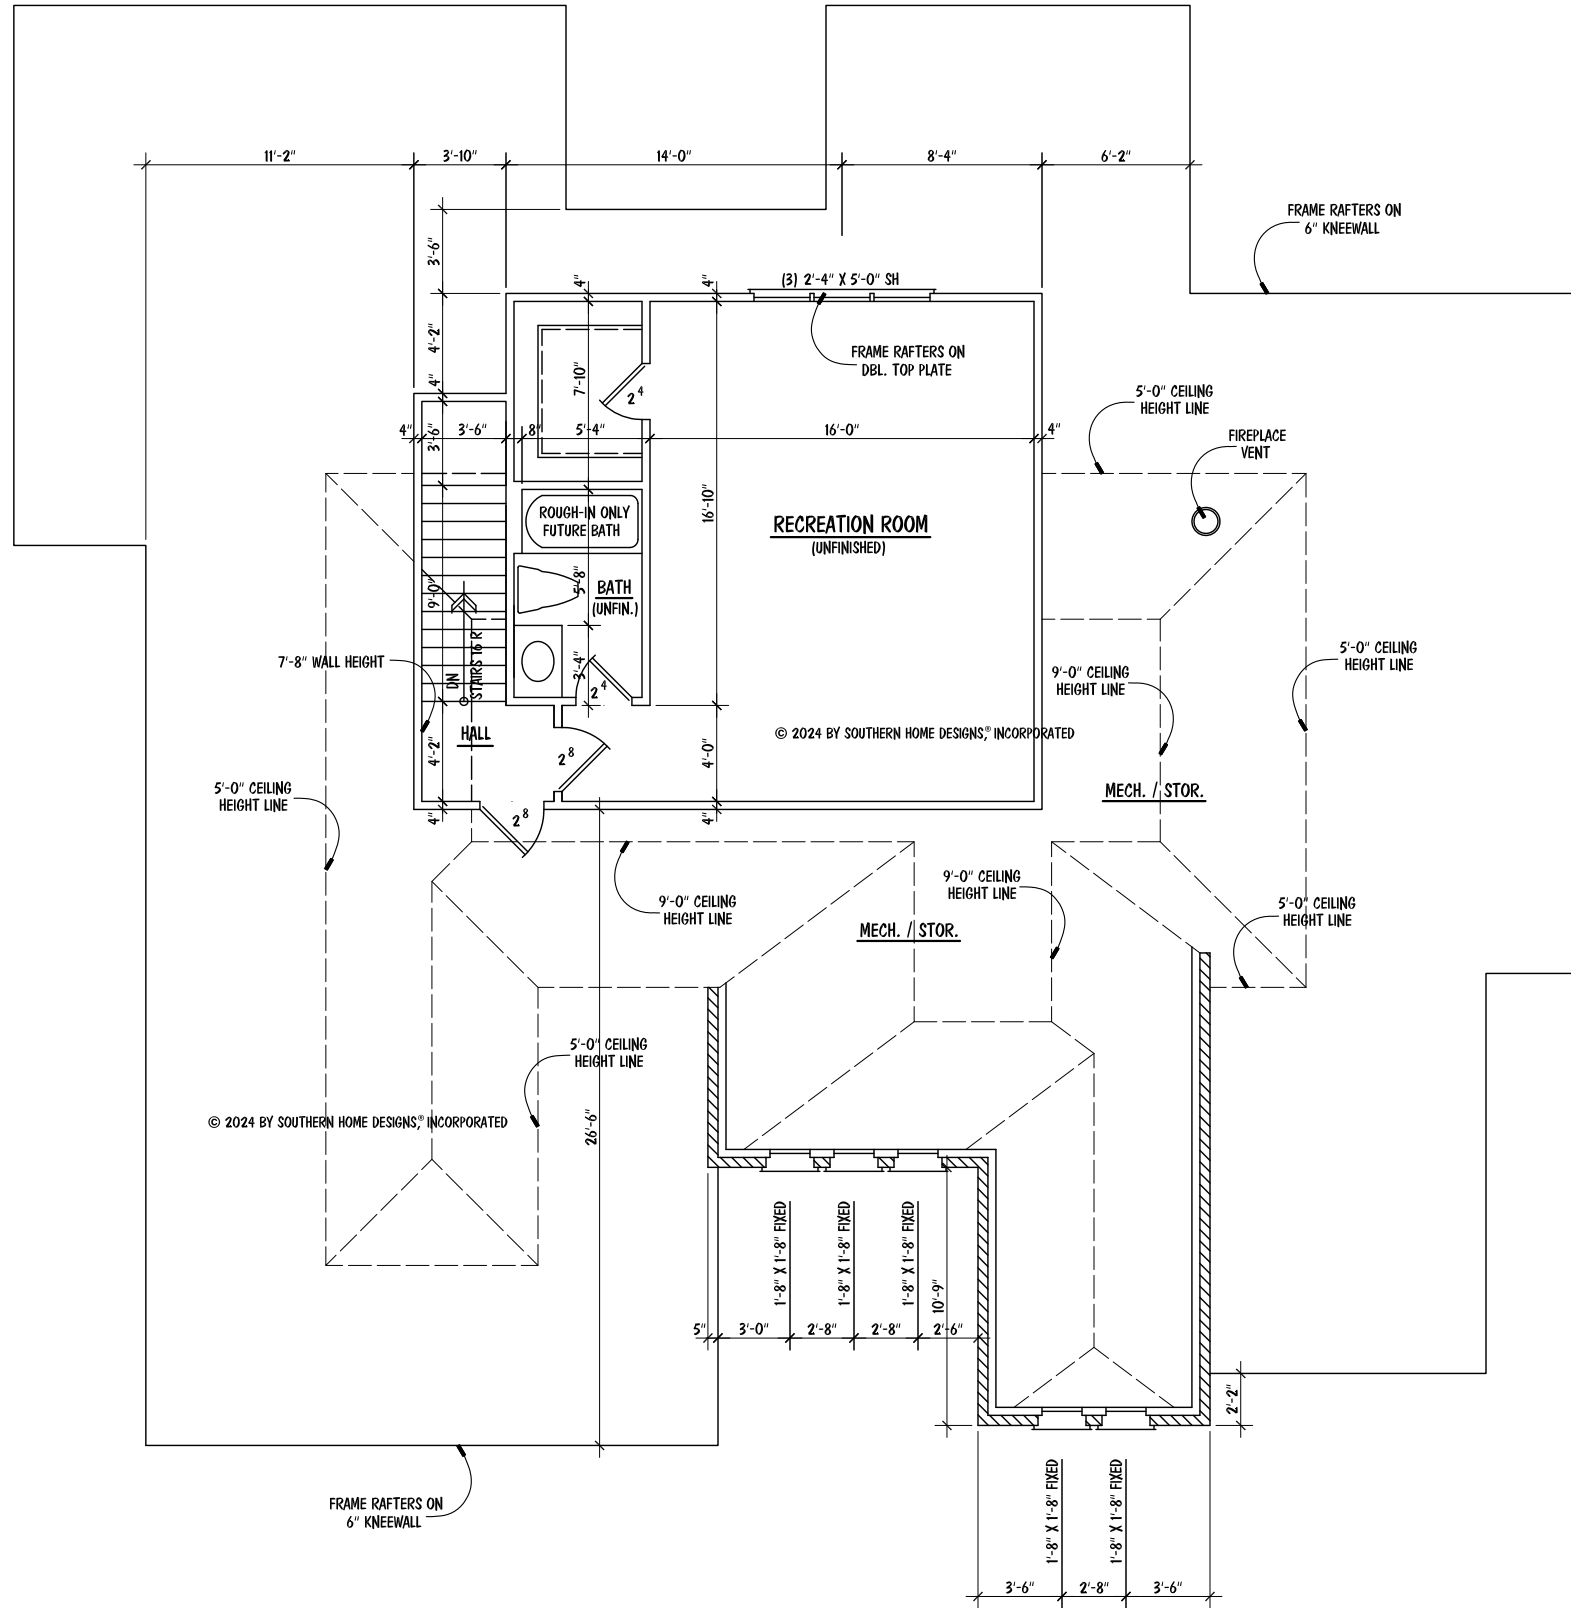 11'-2"
3'-10"
14'-0"
8'-4"
6'-2"
FRAME RAFTERS ON
6" KNEEWALL
3'-6"
4"
4"
(3) 2'-4" X 5'-0" SH
4'-2"
FRAME RAFTERS ON
DBL. TOP PLATE
4"
7'-10"
2⁴
5'-0" CEILING
HEIGHT LINE
4"
3'-6"
3'-6"
8"
5'-4"
16'-0"
4"
FIREPLACE
VENT
16'-10"
ROUGH-IN ONLY
FUTURE BATH
RECREATION ROOM
(UNFINISHED)
9'-0"
5'-8"
BATH
(UNFIN.)
7'-8" WALL HEIGHT
DN
STAIRS 16 R
3'-4"
2⁴
9'-0" CEILING
HEIGHT LINE
5'-0" CEILING
HEIGHT LINE
HALL
© 2024 BY SOUTHERN HOME DESIGNS,® INCORPORATED
4'-2"
2⁸
4'-0"
5'-0" CEILING
HEIGHT LINE
MECH. / STOR.
4"
2⁸
4"
9'-0" CEILING
HEIGHT LINE
9'-0" CEILING
HEIGHT LINE
5'-0" CEILING
HEIGHT LINE
MECH. / STOR.
5'-0" CEILING
HEIGHT LINE
© 2024 BY SOUTHERN HOME DESIGNS,® INCORPORATED
26'-6"
1'-8" X 1'-8" FIXED
1'-8" X 1'-8" FIXED
1'-8" X 1'-8" FIXED
10'-9"
5"
3'-0"
2'-8"
2'-8"
2'-6"
2'-2"
FRAME RAFTERS ON
6" KNEEWALL
1'-8" X 1'-8" FIXED
1'-8" X 1'-8" FIXED
3'-6"
2'-8"
3'-6"